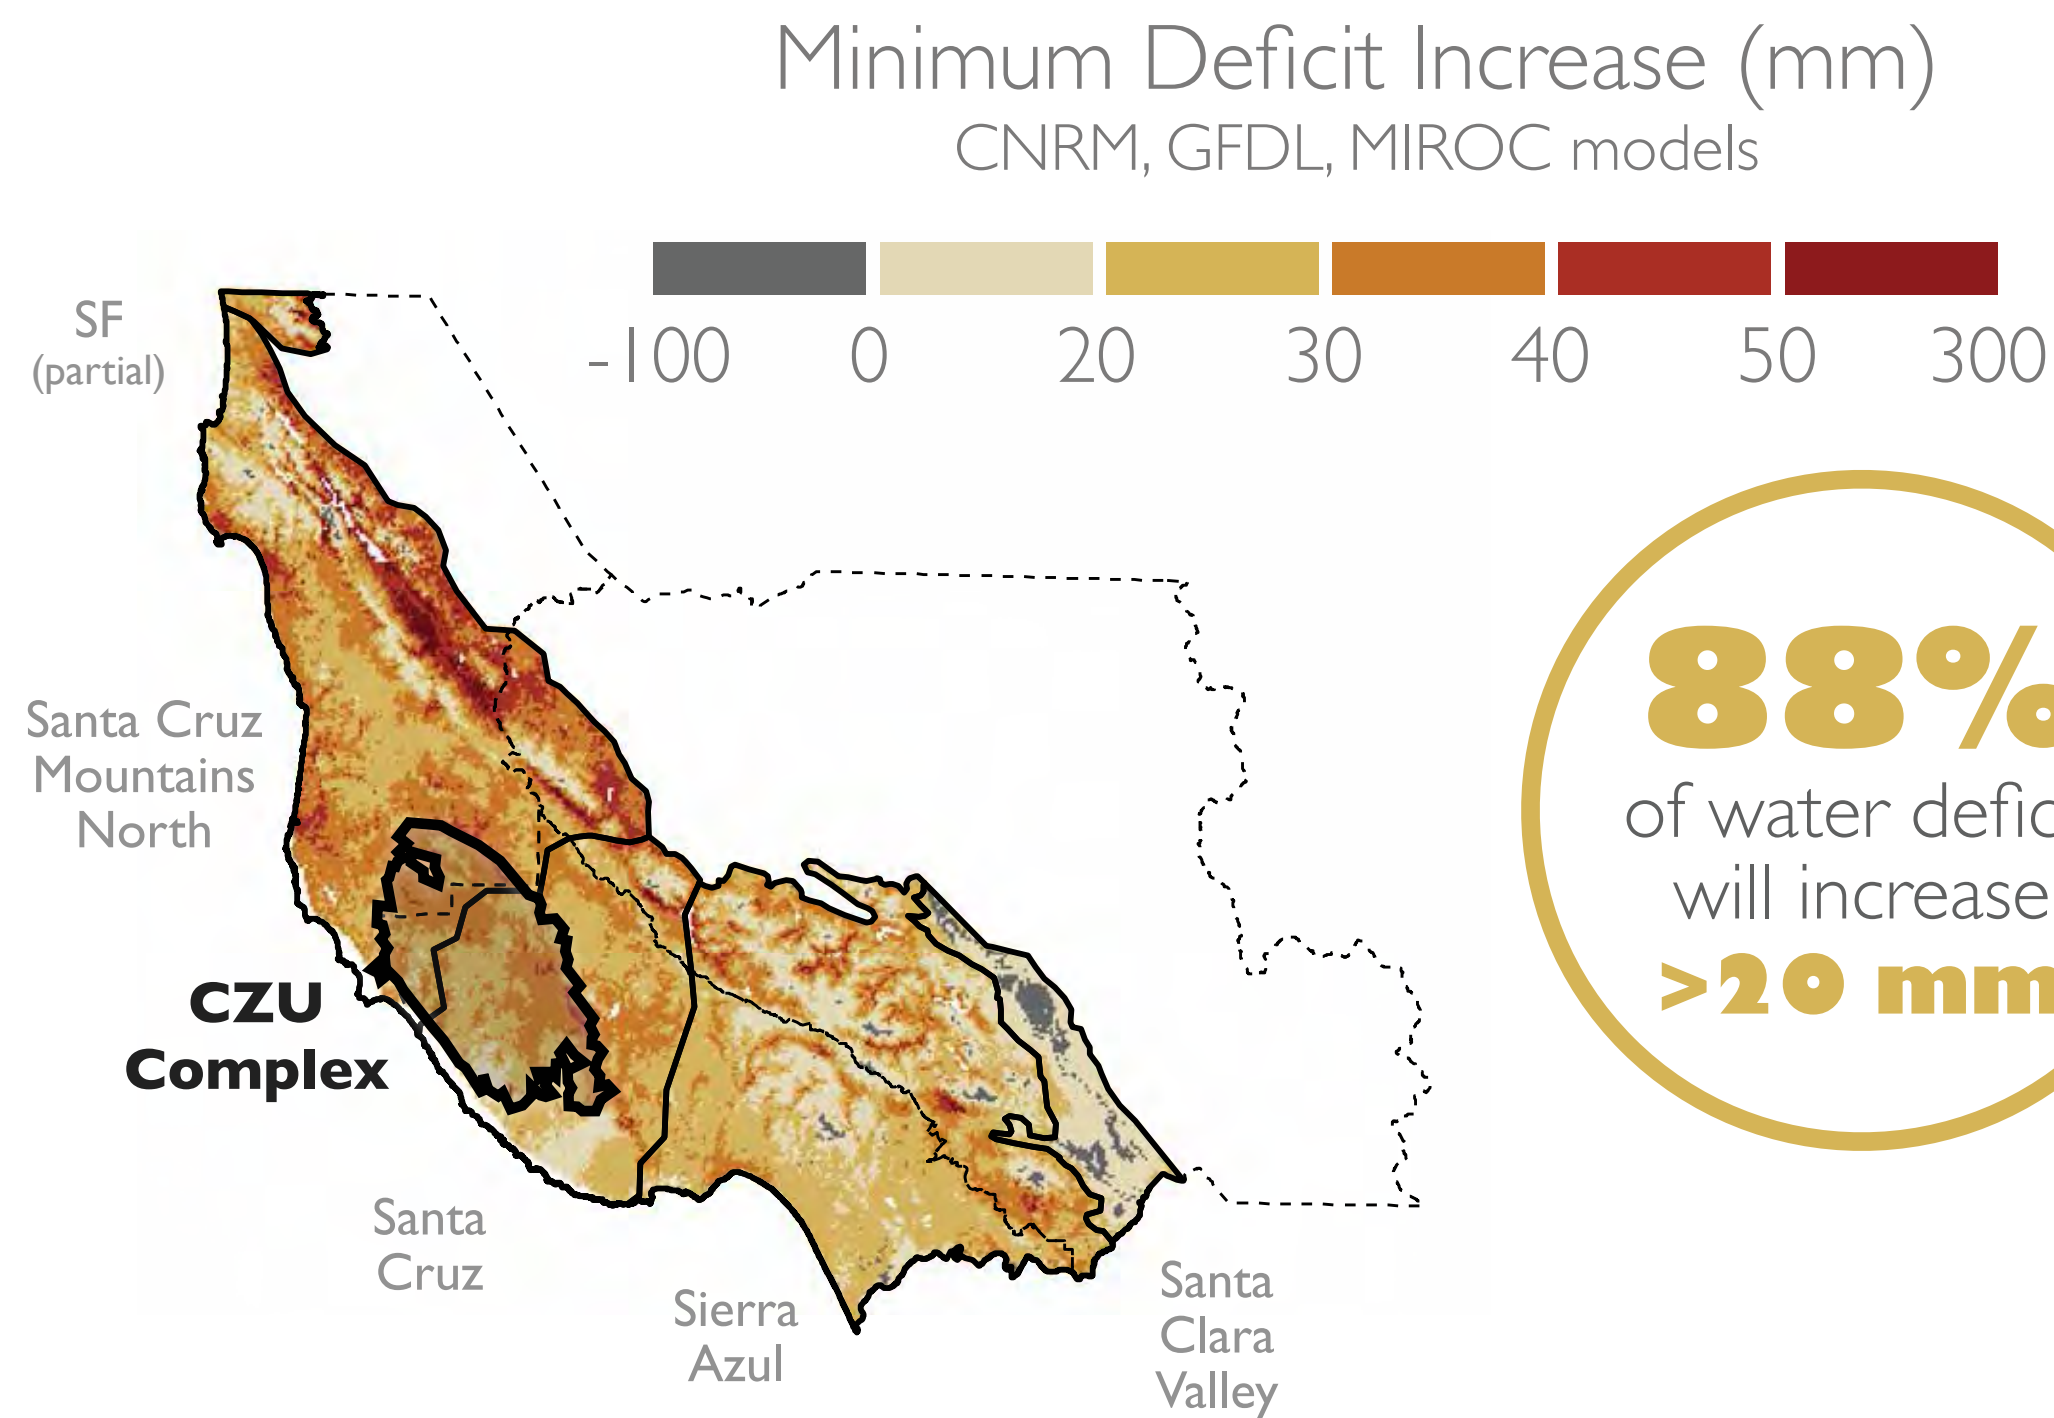 Minimum Deficit Increase (mm)
CNRM, GFDL, MIROC models
-100 0 20 30 40 50 300
SF
(partial)
Santa Cruz
Mountains
North
CZU
Complex
Santa
Cruz
Sierra
Azul
Santa
Clara
Valley
88%
of water defic
will increase
>20 mm